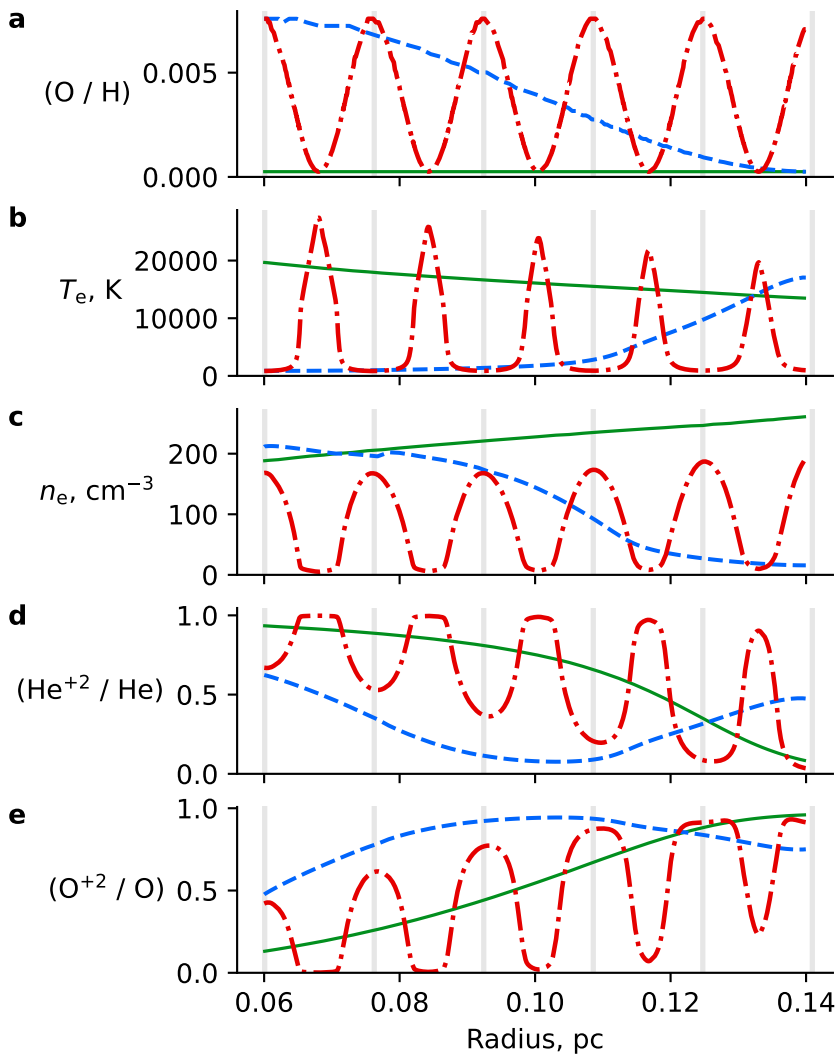 a
(O / H)
0.005
0.000
b
Tₑ, K
20000
10000
0
c
nₑ, cm⁻³
200
100
0
d
(He⁺² / He)
1.0
0.5
0.0
e
(O⁺² / O)
1.0
0.5
0.0
0.06 0.08 0.10 0.12 0.14
Radius, pc